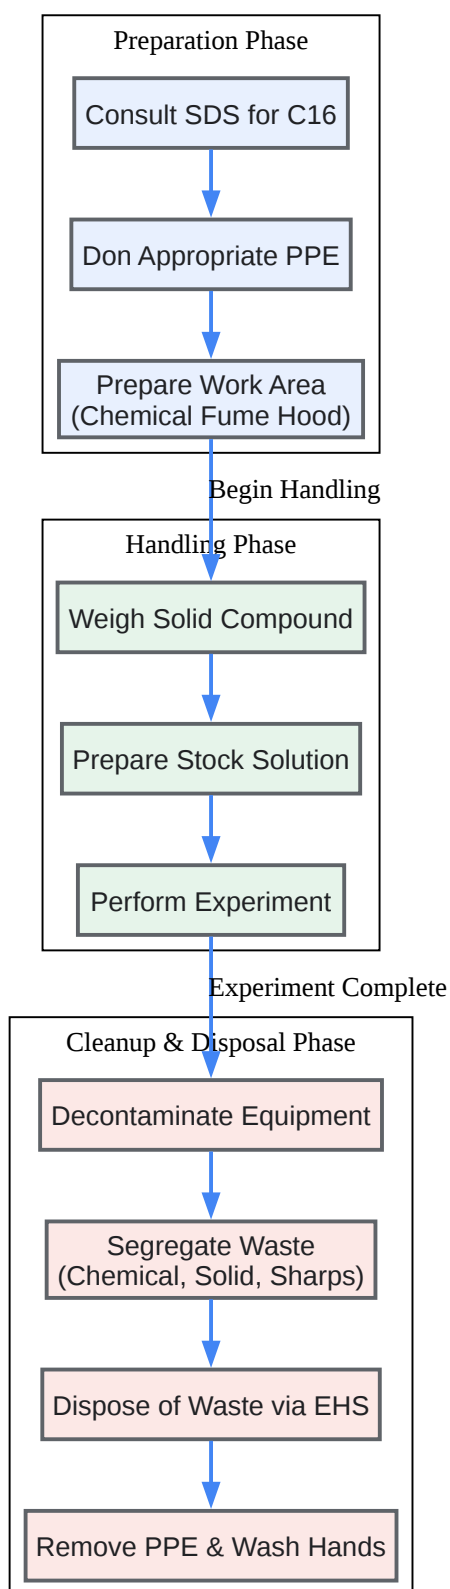 Preparation Phase
Consult SDS for C16
Don Appropriate PPE
Prepare Work Area
(Chemical Fume Hood)
Begin Handling
Handling Phase
Weigh Solid Compound
Prepare Stock Solution
Perform Experiment
Experiment Complete
Cleanup & Disposal Phase
Decontaminate Equipment
Segregate Waste
(Chemical, Solid, Sharps)
Dispose of Waste via EHS
Remove PPE & Wash Hands